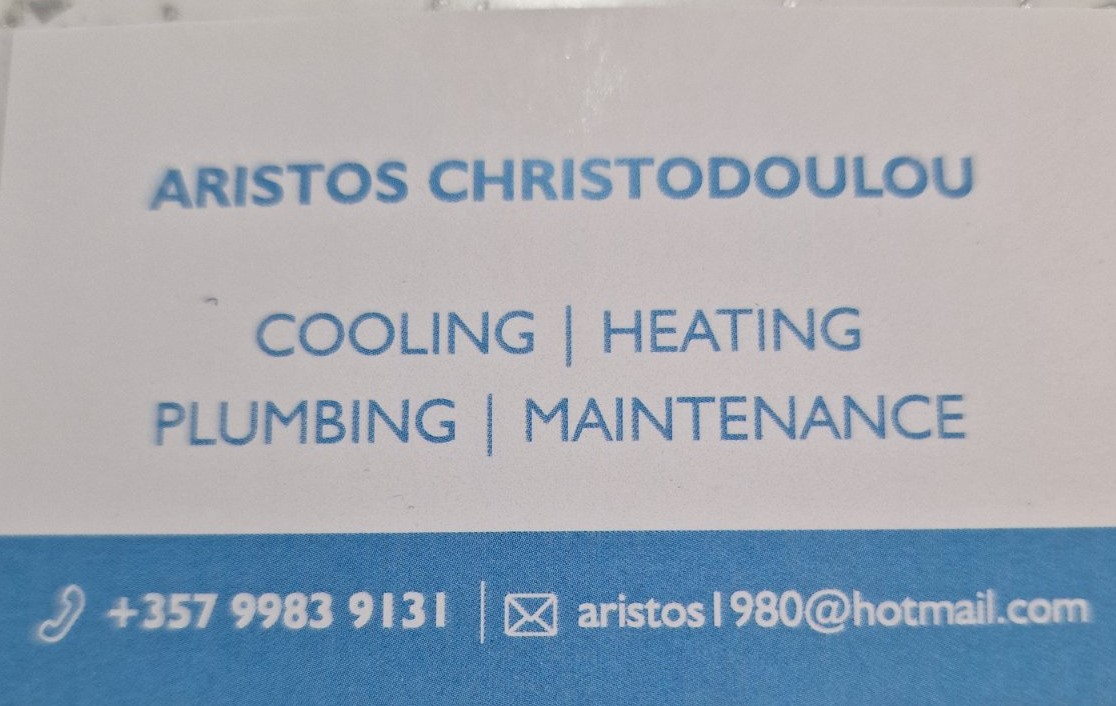 ARISTOS CHRISTODOULOU
COOLING | HEATING
PLUMBING | MAINTENANCE
+357 9983 9131 | aristos1980@hotmail.com